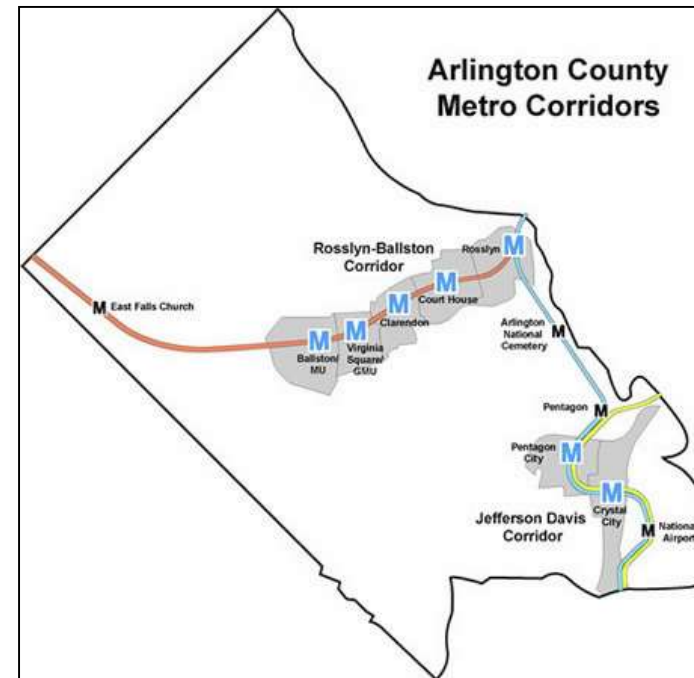 Arlington County
Metro Corridors
Rosslyn-Ballston
Corridor
Rosslyn
M
M
Court House
M
Clarendon
M
Virginia
Square/
GMU
M
Ballston/
MU
M East Falls Church
Arlington
National
Cemetery
M
Pentagon M
Pentagon
City
M
M
Crystal
City
Jefferson Davis
Corridor
M National
Airport